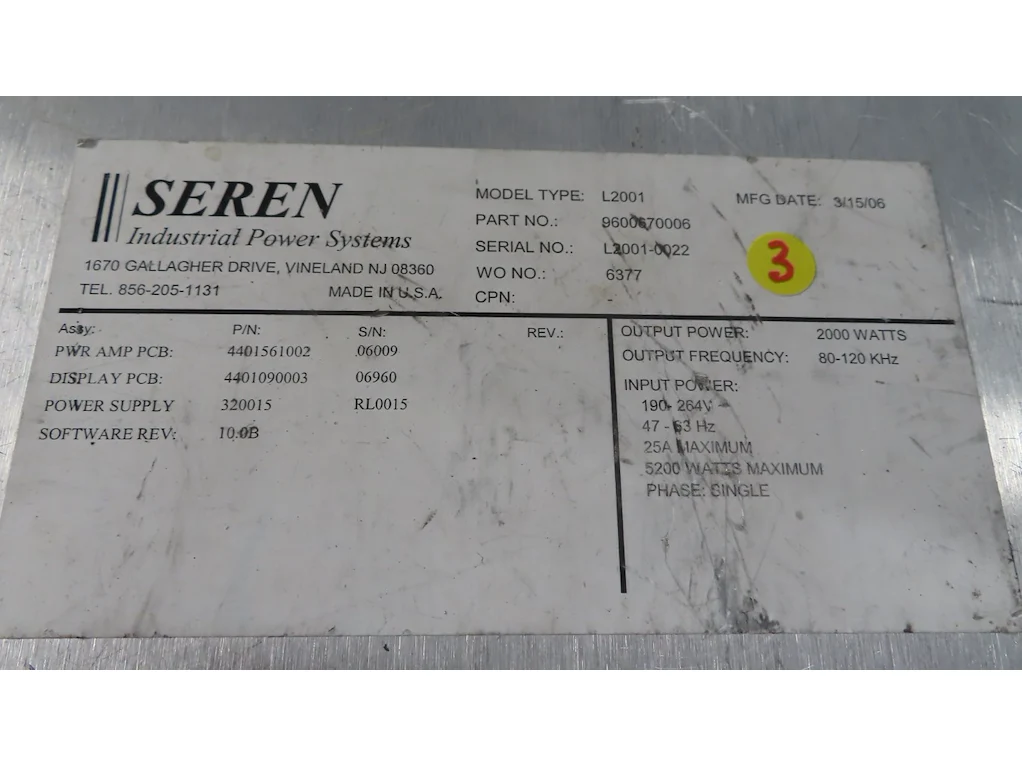 SEREN
Industrial Power Systems
1670 GALLAGHER DRIVE, VINELAND NJ 08360
TEL. 856-205-1131 MADE IN U.S.A.
MODEL TYPE: L2001 MFG DATE: 3/15/06
PART NO.: 9600670006
SERIAL NO.: L2001-0022
WO NO.: 6377
CPN: -
3
Assy: P/N: S/N: REV.:
PWR AMP PCB: 4401561002 06009
DISPLAY PCB: 4401090003 06960
POWER SUPPLY 320015 RL0015
SOFTWARE REV: 10.0B
OUTPUT POWER: 2000 WATTS
OUTPUT FREQUENCY: 80-120 KHz
INPUT POWER:
190- 264V
47 - 63 Hz
25A MAXIMUM
5200 WATTS MAXIMUM
PHASE: SINGLE